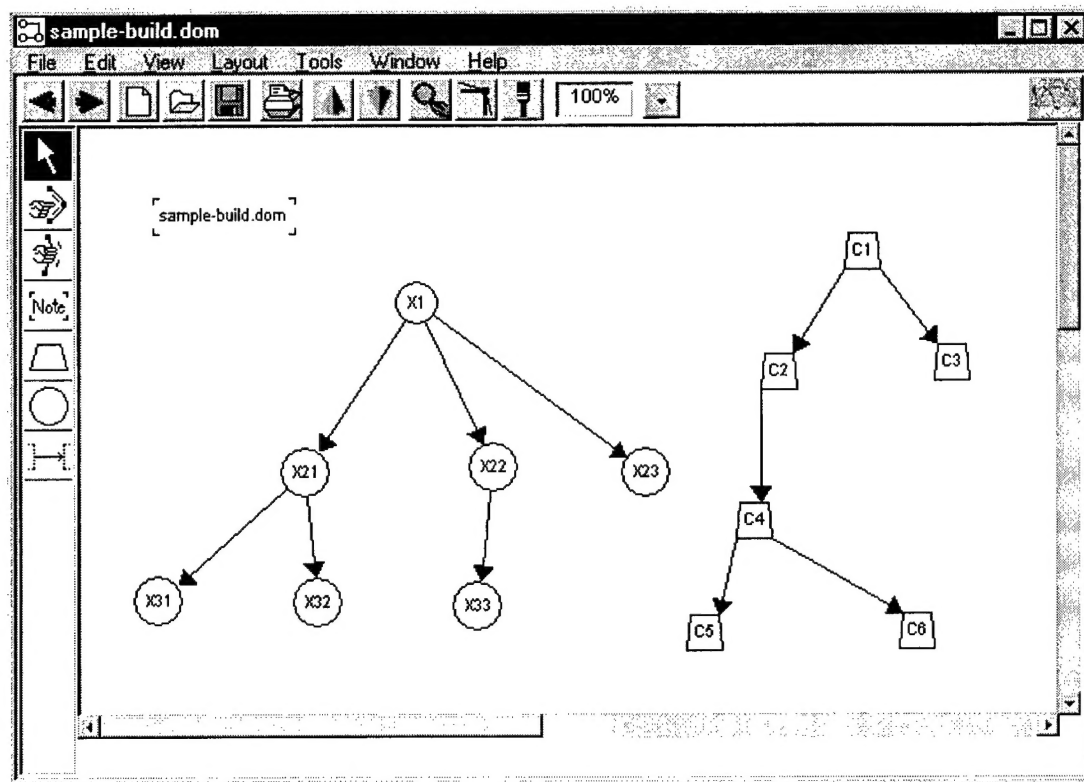 sample-build.dom
File Edit View Layout Tools Window Help
100%
Note
sample-build.dom
C1
X1
C2
C3
X21
X22
X23
C4
X31
X32
X33
C5
C6